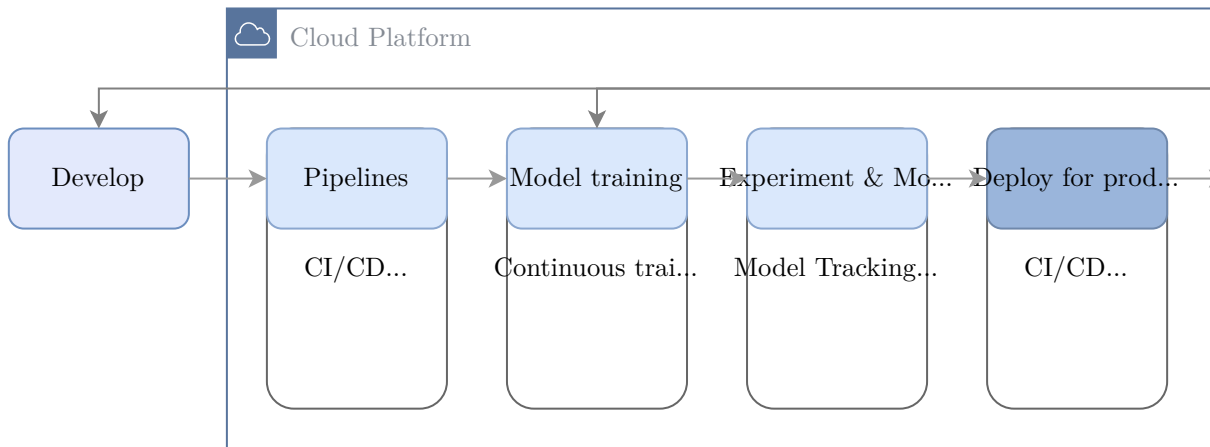 Cloud Platform
Develop
Pipelines
Model training
Experiment & Mo...
Deploy for prod...
CI/CD...
Continuous trai...
Model Tracking...
CI/CD...